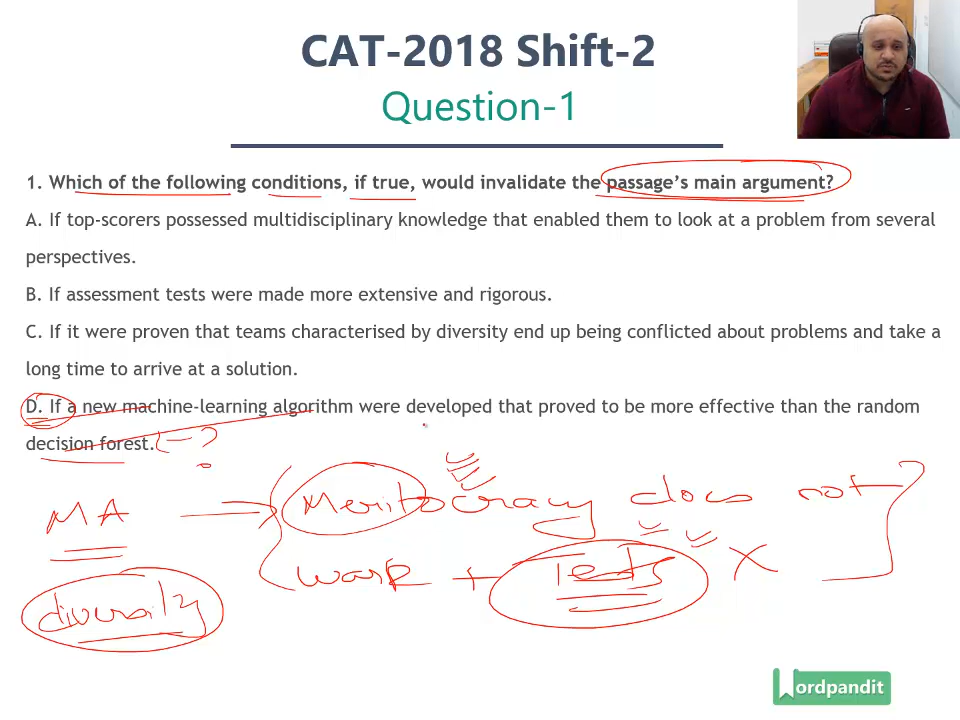 CAT-2018 Shift-2
Question-1
1. Which of the following conditions, if true, would invalidate the passage's main argument?
A. If top-scorers possessed multidisciplinary knowledge that enabled them to look at a problem from several
perspectives.
B. If assessment tests were made more extensive and rigorous.
C. If it were proven that teams characterised by diversity end up being conflicted about problems and take a
long time to arrive at a solution.
D. If a new machine-learning algorithm were developed that proved to be more effective than the random
decision forest. ?
MA → Meritocracy does not
work + Tests X
diversity
Wordpandit